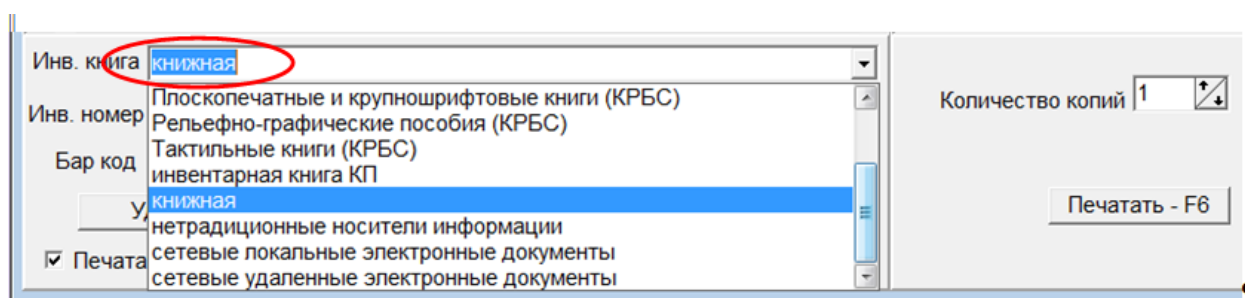 Инв. книга книжная
Плоскопечатные и крупношрифтовые книги (КРБС)
Количество копий 1
Инв. номер
Рельефно-графические пособия (КРБС)
Тактильные книги (КРБС)
Бар код
инвентарная книга КП
книжная
Печатать - F6
нетрадиционные носители информации
Печата
сетевые локальные электронные документы
сетевые удаленные электронные документы